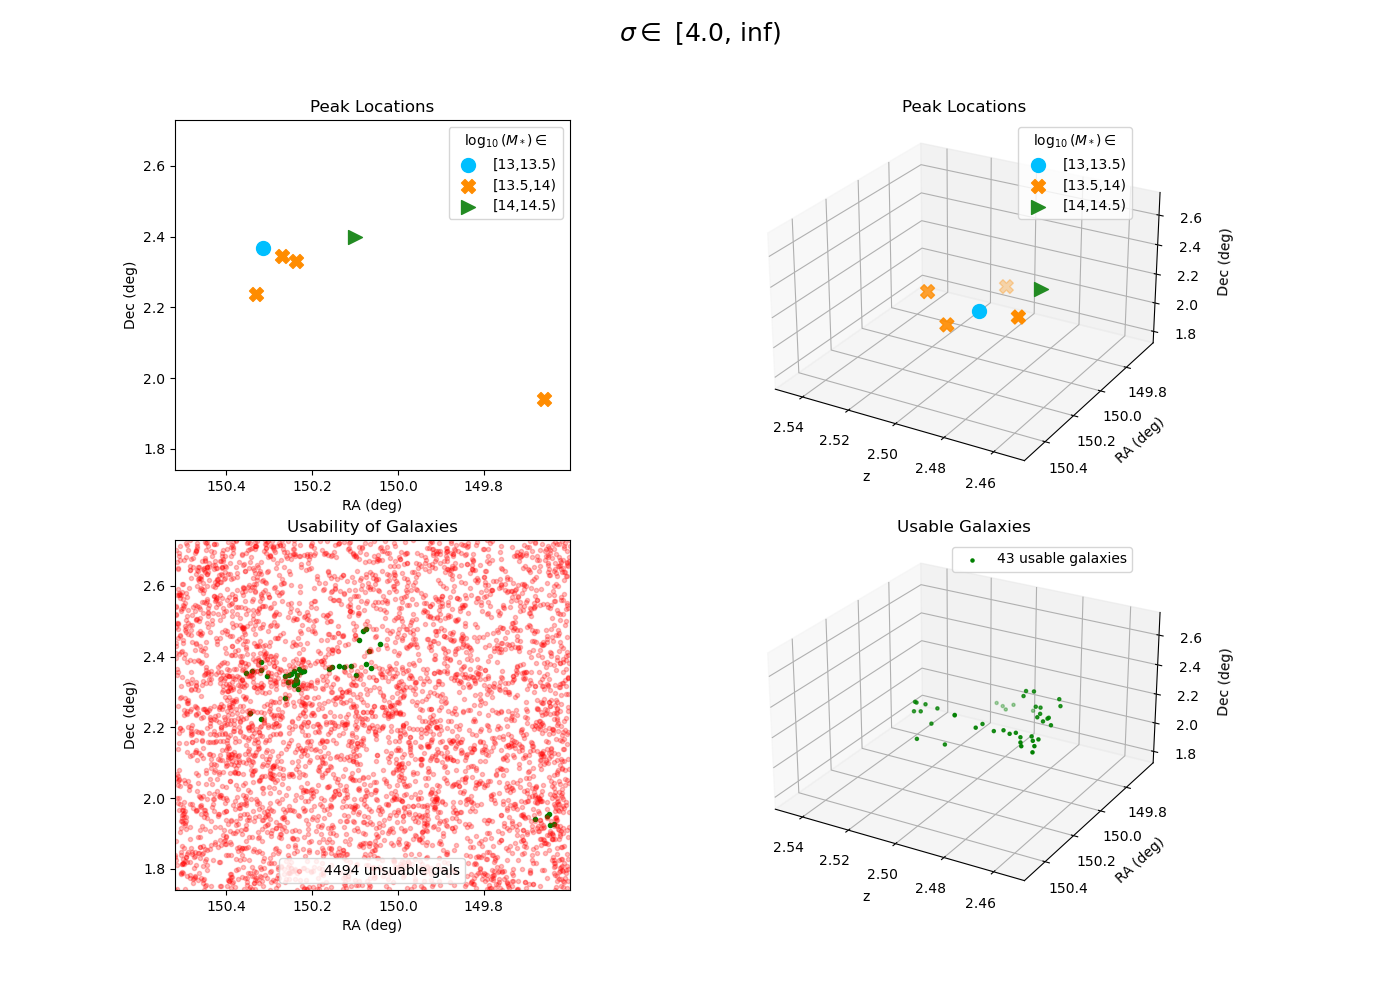 σ ∈ [4.0, inf)
Peak Locations
log₁₀(M*) ∈
[13,13.5)
[13.5,14)
[14,14.5)
2.6
2.4
2.2
2.0
1.8
Dec (deg)
150.4 150.2 150.0 149.8
RA (deg)
Peak Locations
log₁₀(M*) ∈
[13,13.5)
[13.5,14)
[14,14.5)
2.6
2.4
2.2
2.0
1.8
Dec (deg)
149.8
150.0
150.2
150.4
RA (deg)
2.54
2.52
2.50
2.48
2.46
z
Usability of Galaxies
2.6
2.4
2.2
2.0
1.8
Dec (deg)
4494 unsuable gals
150.4 150.2 150.0 149.8
RA (deg)
Usable Galaxies
43 usable galaxies
2.6
2.4
2.2
2.0
1.8
Dec (deg)
149.8
150.0
150.2
150.4
RA (deg)
2.54
2.52
2.50
2.48
2.46
z